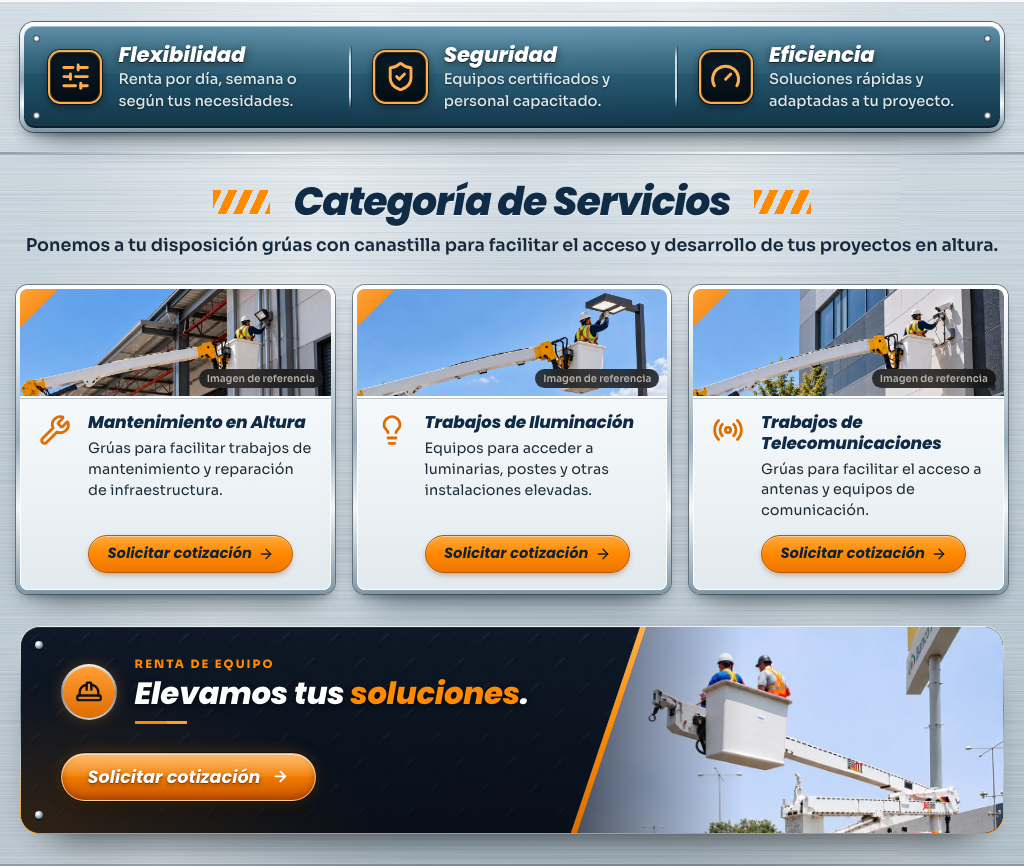 Flexibilidad
Renta por día, semana o
según tus necesidades.
Seguridad
Equipos certificados y
personal capacitado.
Eficiencia
Soluciones rápidas y
adaptadas a tu proyecto.
Categoría de Servicios
Ponemos a tu disposición grúas con canastilla para facilitar el acceso y desarrollo de tus proyectos en altura.
Imagen de referencia
Mantenimiento en Altura
Grúas para facilitar trabajos de
mantenimiento y reparación
de infraestructura.
Solicitar cotización →
Imagen de referencia
Trabajos de Iluminación
Equipos para acceder a
luminarias, postes y otras
instalaciones elevadas.
Solicitar cotización →
Imagen de referencia
Trabajos de
Telecomunicaciones
Grúas para facilitar el acceso a
antenas y equipos de
comunicación.
Solicitar cotización →
RENTA DE EQUIPO
Elevamos tus soluciones.
Solicitar cotización →